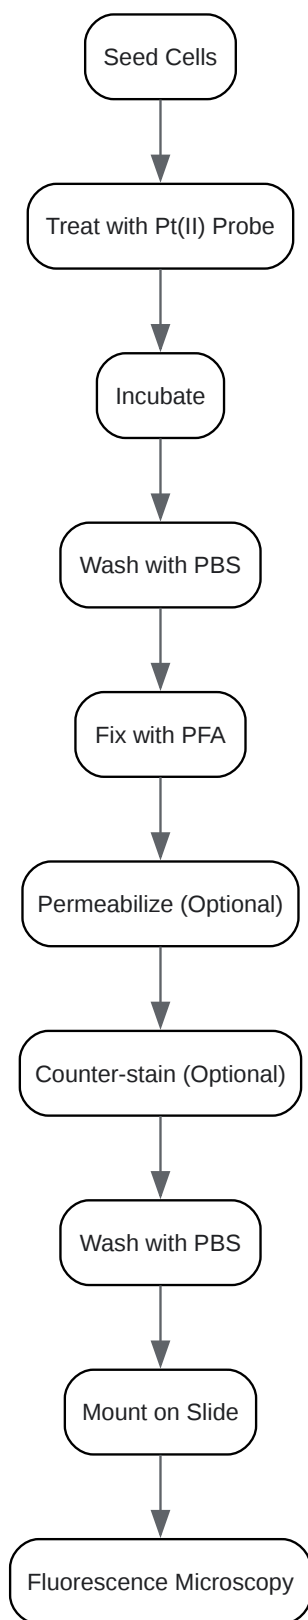 Seed Cells
Treat with Pt(II) Probe
Incubate
Wash with PBS
Fix with PFA
Permeabilize (Optional)
Counter-stain (Optional)
Wash with PBS
Mount on Slide
Fluorescence Microscopy